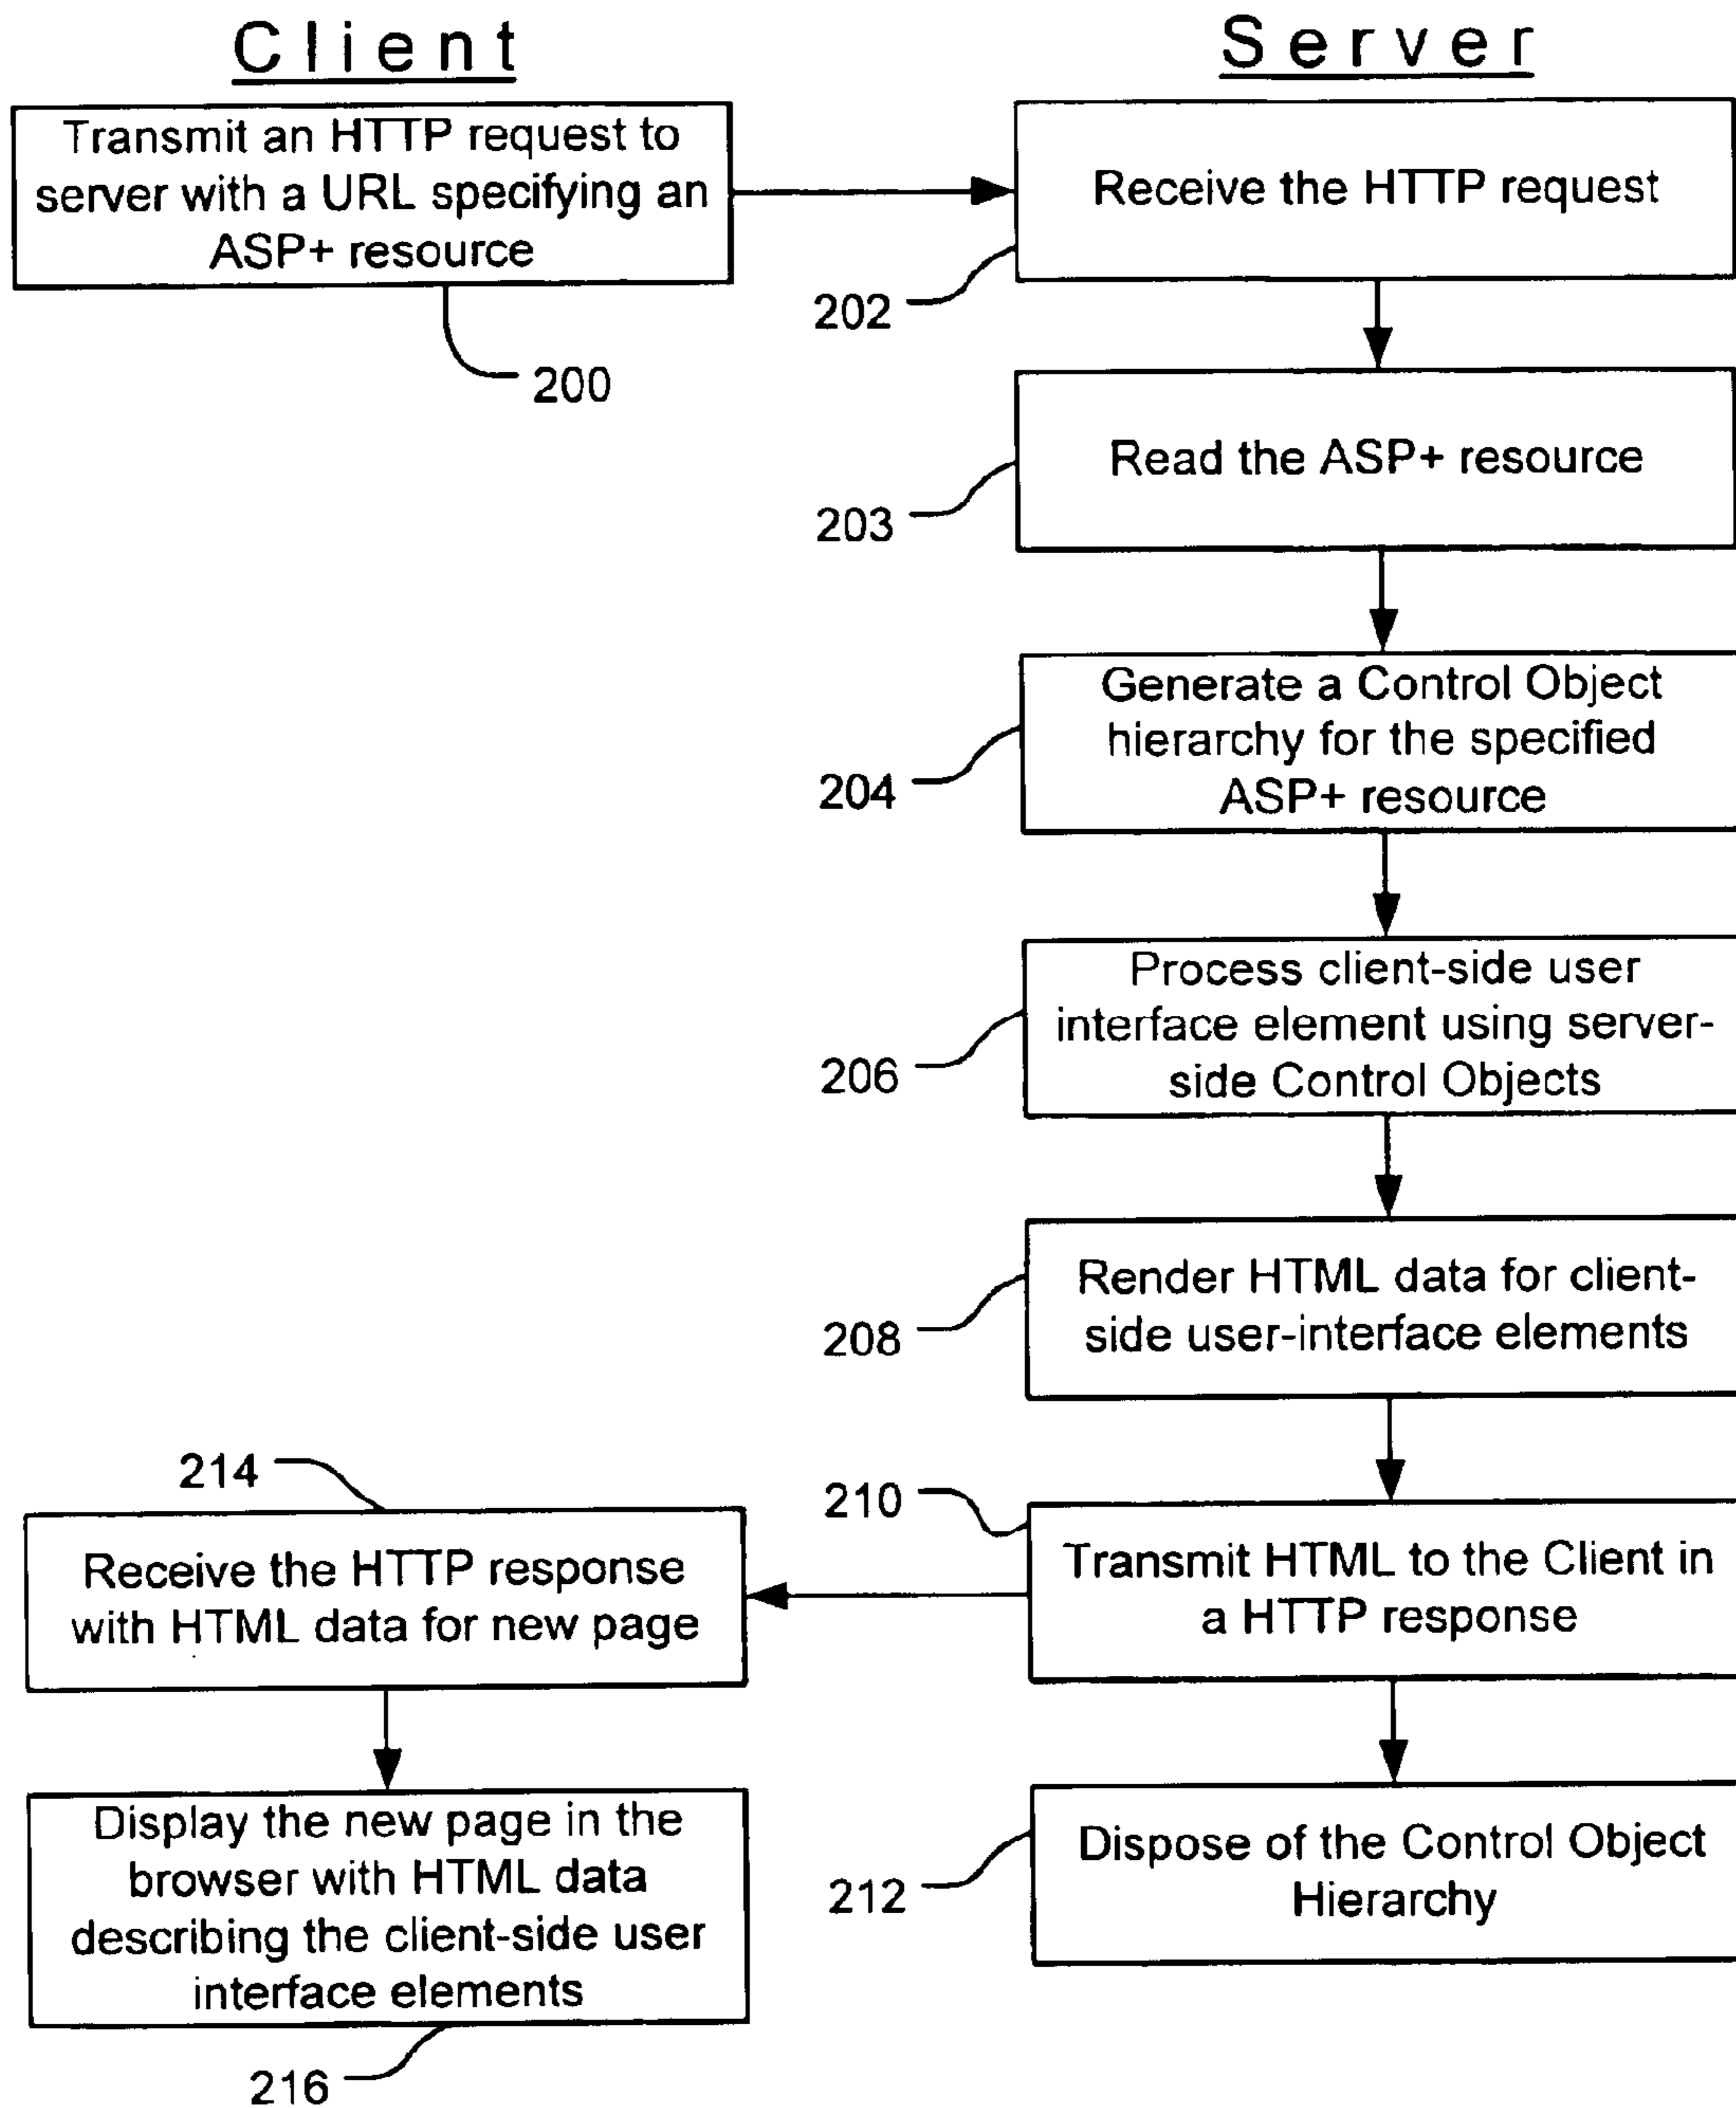 Client
Server
Transmit an HTTP request to
server with a URL specifying an
ASP+ resource
200
Receive the HTTP request
202
Read the ASP+ resource
203
Generate a Control Object
hierarchy for the specified
ASP+ resource
204
Process client-side user
interface element using server-
side Control Objects
206
Render HTML data for client-
side user-interface elements
208
210
Transmit HTML to the Client in
a HTTP response
214
Receive the HTTP response
with HTML data for new page
Display the new page in the
browser with HTML data
describing the client-side user
interface elements
216
Dispose of the Control Object
Hierarchy
212